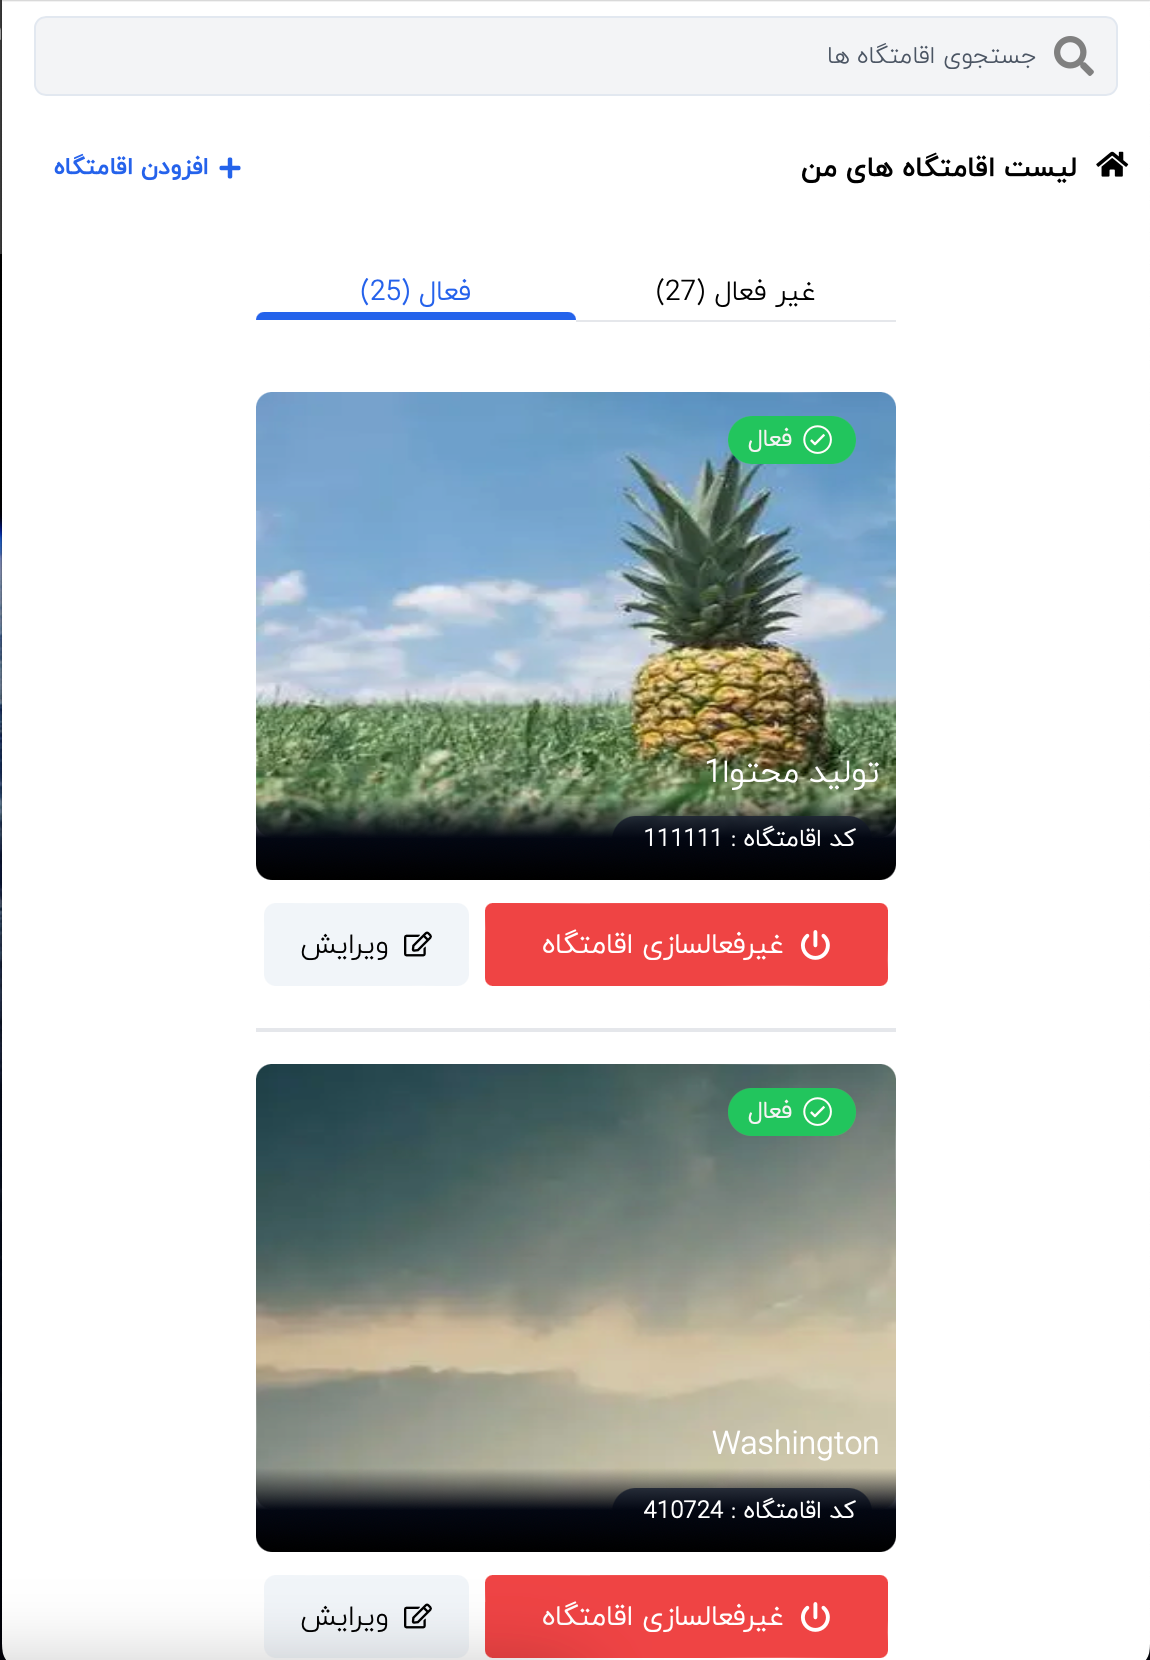 جستجوی اقامتگاه ها
لیست اقامتگاه های من
افزودن اقامتگاه
غیر فعال (27)
فعال (25)
فعال
تولید محتوا1
کد اقامتگاه : 111111
غیرفعالسازی اقامتگاه
ویرایش
فعال
Washington
کد اقامتگاه : 410724
غیرفعالسازی اقامتگاه
ویرایش